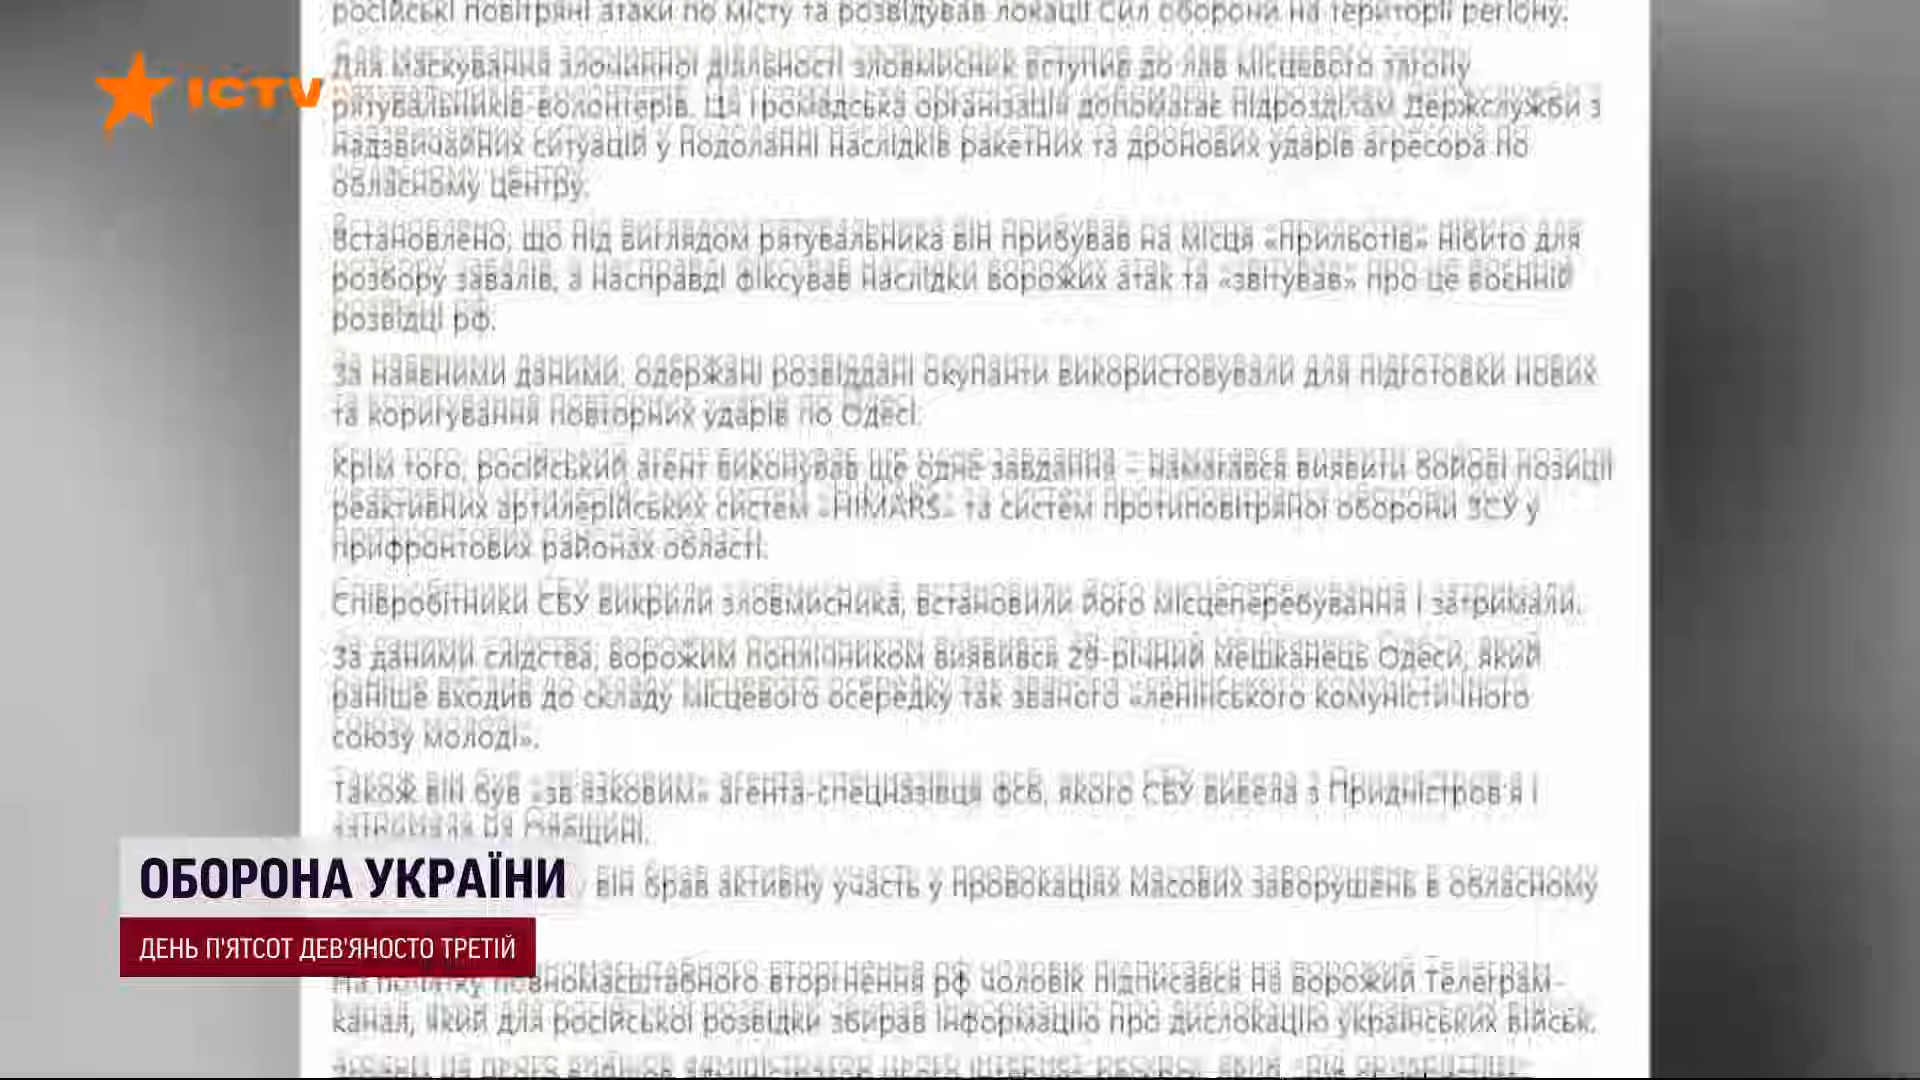 російські повітряні атаки по місту та розвідував локації Сил оборони на території регіону.
Для маскування злочинної діяльності зловмисник вступив до лав місцевого загону
ICTV
рятувальників-волонтерів. Ця громадська організація допомагає підрозділам Держслужби з
надзвичайних ситуацій у подоланні наслідків ракетних та дронових ударів агресора по
обласному центру.
Встановлено, що під виглядом рятувальника він прибував на місця «прильотів» нібито для
розбору завалів, а насправді фіксував наслідки ворожих атак та «звітував» про це воєнній
розвідці рф.
За наявними даними, одержані розвіддані окупанти використовували для підготовки нових
та коригування повторних ударів по Одесі.
Крім того, російський агент виконував ще одне завдання – намагався виявити бойові позиції
реактивних артилерійських систем «HIMARS» та систем протиповітряної оборони ЗСУ у
прифронтових районах області.
Співробітники СБУ викрили зловмисника, встановили його місцеперебування і затримали.
За даними слідства, ворожим поплічником виявився 29-річний мешканець Одеси, який
раніше входив до складу місцевого осередку так званого «ленінського комуністичного
союзу молоді».
Також він був «зв'язковим» агента-спецназівця фсб, якого СБУ вивела з Придністров'я і
затримала на Одещині.
ОБОРОНА УКРАЇНИ
він брав активну участь у провокаціях масових заворушень в обласному
ДЕНЬ П'ЯТСОТ ДЕВ'ЯНОСТО ТРЕТІЙ
На початку повномасштабного вторгнення рф чоловік підписався на ворожий Телеграм-
канал, який для російської розвідки збирав інформацію про дислокацію українських військ.